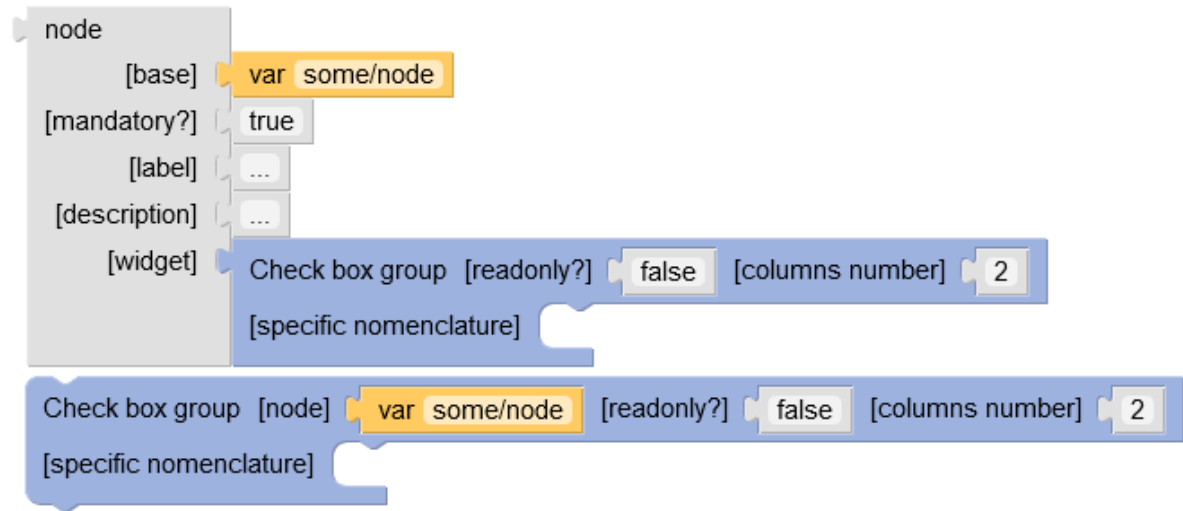 node
[base] var some/node
[mandatory?] true
[label] ...
[description] ...
[widget] Check box group [readonly?] false [columns number] 2
[specific nomenclature]
Check box group [node] var some/node [readonly?] false [columns number] 2
[specific nomenclature]